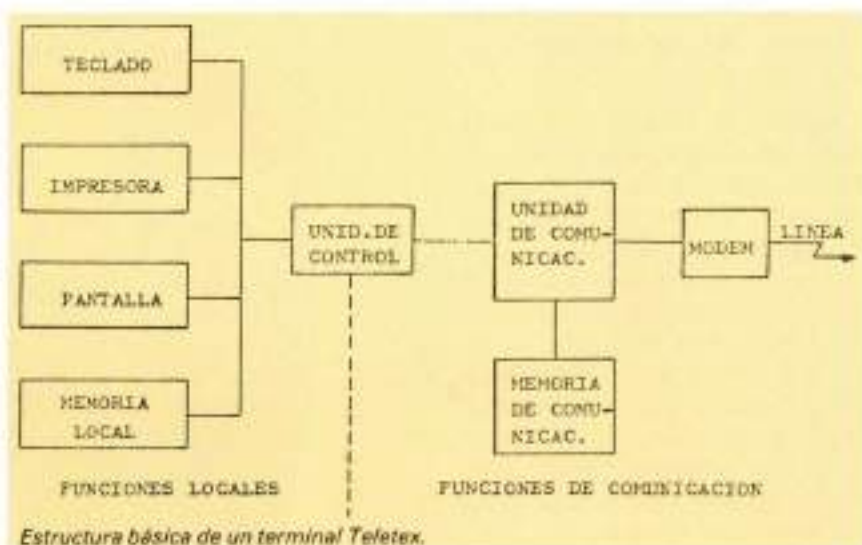 TECLADO
IMPRESORA
PANTALLA
MEMORIA
LOCAL
UNID.DE
CONTROL
UNIDAD
DE COMU-
NICAC.
MODEM
LINEA
MEMORIA
DE COMU-
NICAC.
FUNCIONES LOCALES
FUNCIONES DE COMUNICACION
Estructura básica de un terminal Teletex.